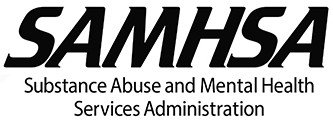 SAMHSA
Substance Abuse and Mental Health
Services Administration